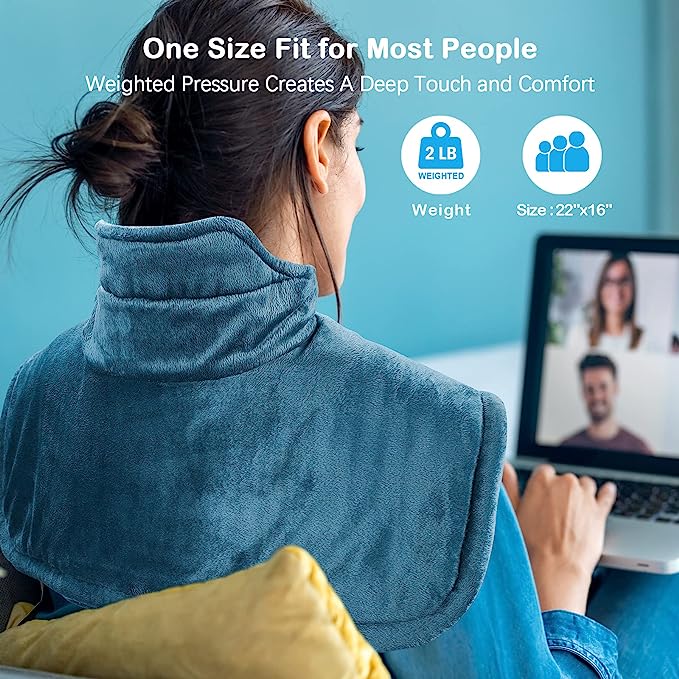 One Size Fit for Most People
Weighted Pressure Creates A Deep Touch and Comfort
2 LB
WEIGHTED
Weight
Size : 22"x16"